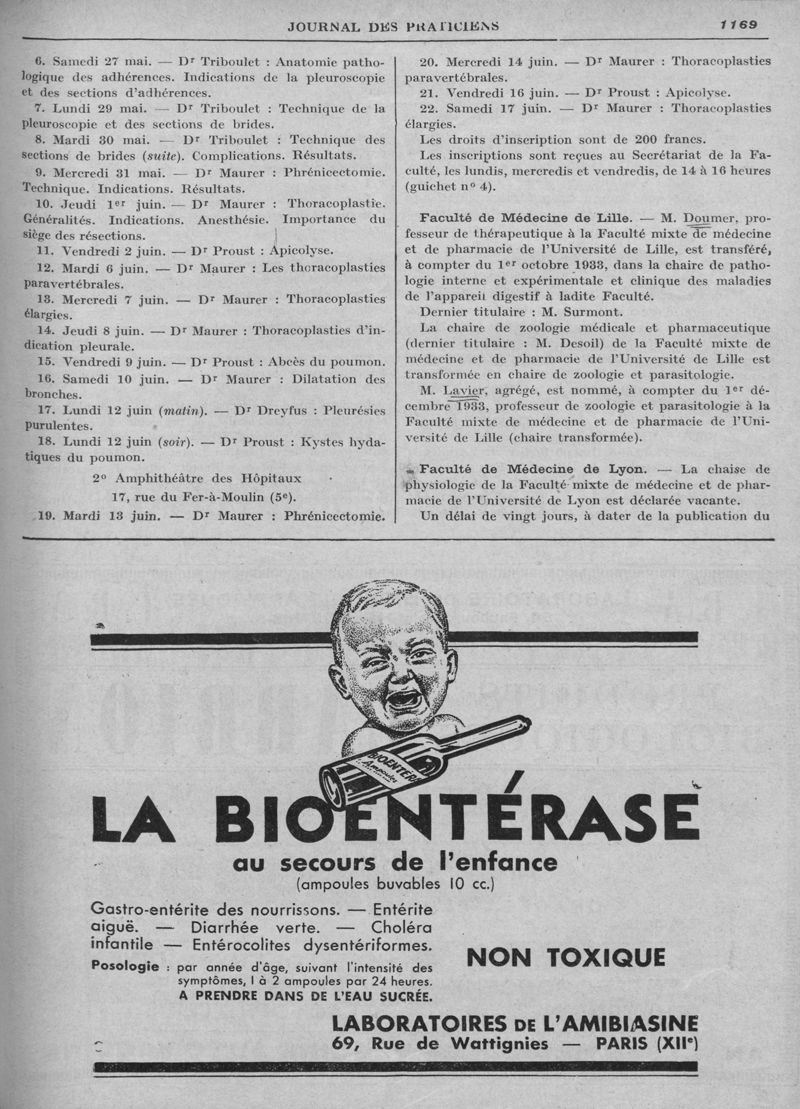 JOURNAL DES PRATICIENS
1169
6. Samedi 27 mai. — Dr Triboulet : Anatomie patho-
logique des adhérences. Indications de la pleuroscopie
et des sections d'adhérences.
7. Lundi 29 mai. — Dr Triboulet : Technique de la
pleuroscopie et des sections de brides.
8. Mardi 30 mai. — Dr Triboulet : Technique des
sections de brides (suite). Complications. Résultats.
9. Mercredi 31 mai. — Dr Maurer : Phrénicectomie.
Technique. Indications. Résultats.
10. Jeudi 1er juin. — Dr Maurer : Thoracoplastie.
Généralités. Indications. Anesthésie. Importance du
siège des résections.
11. Vendredi 2 juin. — Dr Proust : Apicolyse.
12. Mardi 6 juin. — Dr Maurer : Les thoracoplasties
paravertébrales.
13. Mercredi 7 juin. — Dr Maurer : Thoracoplasties
élargies.
14. Jeudi 8 juin. — Dr Maurer : Thoracoplasties d'in-
dication pleurale.
15. Vendredi 9 juin. — Dr Proust : Abcès du poumon.
16. Samedi 10 juin. — Dr Maurer : Dilatation des
bronches.
17. Lundi 12 juin (matin). — Dr Dreyfus : Pleurésies
purulentes.
18. Lundi 12 juin (soir). — Dr Proust : Kystes hyda-
tiques du poumon.
2º Amphithéâtre des Hôpitaux
17, rue du Fer-à-Moulin (5e).
19. Mardi 13 juin. — Dr Maurer : Phrénicectomie.
20. Mercredi 14 juin. — Dr Maurer : Thoracoplasties
paravertébrales.
21. Vendredi 16 juin. — Dr Proust : Apicolyse.
22. Samedi 17 juin. — Dr Maurer : Thoracoplasties
élargies.
Les droits d'inscription sont de 200 francs.
Les inscriptions sont reçues au Secrétariat de la Fa-
culté, les lundis, mercredis et vendredis, de 14 à 16 heures
(guichet nº 4).
Faculté de Médecine de Lille. — M. Doumer, pro-
fesseur de thérapeutique à la Faculté mixte de médecine
et de pharmacie de l'Université de Lille, est transféré,
à compter du 1er octobre 1933, dans la chaire de patho-
logie interne et expérimentale et clinique des maladies
de l'appareil digestif à ladite Faculté.
Dernier titulaire : M. Surmont.
La chaire de zoologie médicale et pharmaceutique
(dernier titulaire : M. Desoil) de la Faculté mixte de
médecine et de pharmacie de l'Université de Lille est
transformée en chaire de zoologie et parasitologie.
M. Lavier, agrégé, est nommé, à compter du 1er dé-
cembre 1933, professeur de zoologie et parasitologie à la
Faculté mixte de médecine et de pharmacie de l'Uni-
versité de Lille (chaire transformée).
Faculté de Médecine de Lyon. — La chaise de
physiologie de la Faculté mixte de médecine et de phar-
macie de l'Université de Lyon est déclarée vacante.
Un délai de vingt jours, à dater de la publication du
BIOENTÉRA
Ampoules
LA BIOENTÉRASE
au secours de l'enfance
(ampoules buvables 10 cc.)
Gastro-entérite des nourrissons. — Entérite
aiguë. — Diarrhée verte. — Choléra
infantile — Entérocolites dysentériformes.
Posologie : par année d'âge, suivant l'intensité des
symptômes, 1 à 2 ampoules par 24 heures.
A PRENDRE DANS DE L'EAU SUCRÉE.
NON TOXIQUE
LABORATOIRES DE L'AMIBIASINE
69, Rue de Wattignies — PARIS (XIIe)